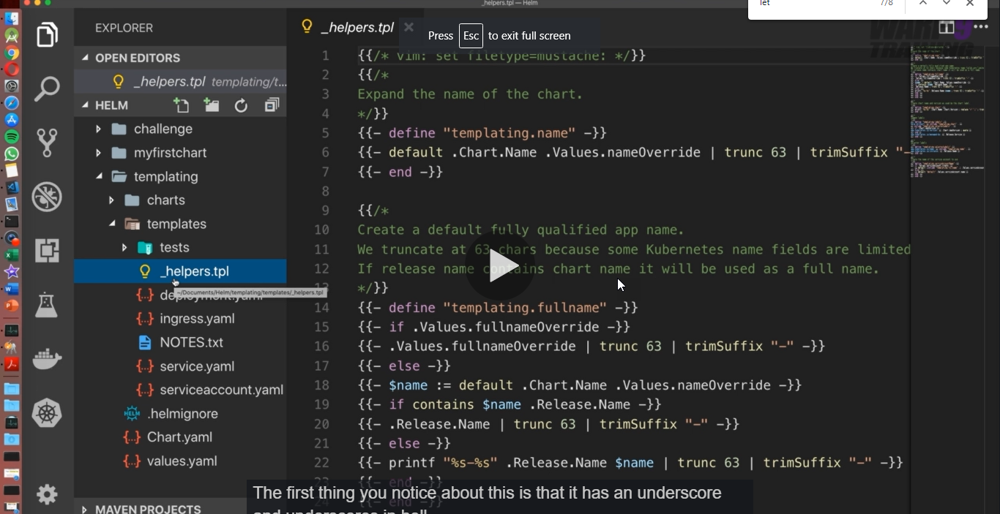 _helpers.tpl — Helm
let
7/8
EXPLORER
OPEN EDITORS
_helpers.tpl templating/t...
HELM
challenge
myfirstchart
templating
charts
templates
tests
_helpers.tpl
deployment.yaml
~/Documents/Helm/templating/templates/_helpers.tpl
ingress.yaml
NOTES.txt
service.yaml
serviceaccount.yaml
.helmignore
Chart.yaml
values.yaml
MAVEN PROJECTS
_helpers.tpl
Press Esc to exit full screen
TRAINING
1 {{/* vim: set filetype=mustache: */}}
2 {{/*
3 Expand the name of the chart.
4 */}}
5 {{- define "templating.name" -}}
6 {{- default .Chart.Name .Values.nameOverride | trunc 63 | trimSuffix "-
7 {{- end -}}
8
9 {{/*
10 Create a default fully qualified app name.
11 We truncate at 63 chars because some Kubernetes name fields are limited
12 If release name contains chart name it will be used as a full name.
13 */}}
14 {{- define "templating.fullname" -}}
15 {{- if .Values.fullnameOverride -}}
16 {{- .Values.fullnameOverride | trunc 63 | trimSuffix "-" -}}
17 {{- else -}}
18 {{- $name := default .Chart.Name .Values.nameOverride -}}
19 {{- if contains $name .Release.Name -}}
20 {{- .Release.Name | trunc 63 | trimSuffix "-" -}}
21 {{- else -}}
22 {{- printf "%s-%s" .Release.Name $name | trunc 63 | trimSuffix "-" -}}
23 {{- end -}}
24 {{- end -}}
The first thing you notice about this is that it has an underscore
and underscores in